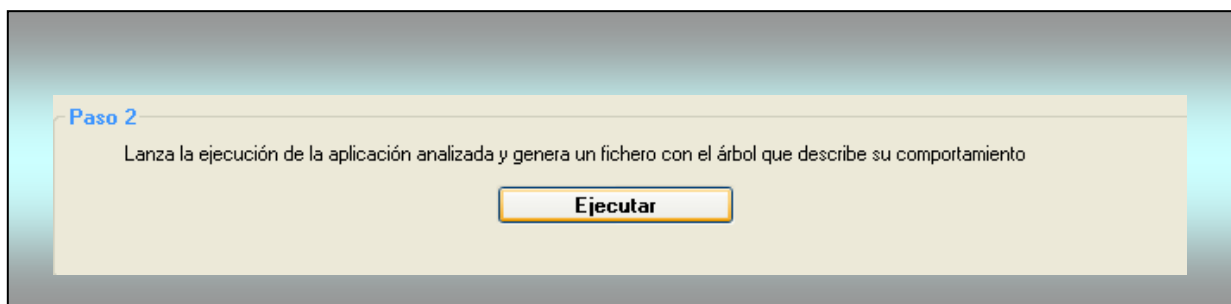 Paso 2
Lanza la ejecución de la aplicación analizada y genera un fichero con el árbol que describe su comportamiento
Ejecutar